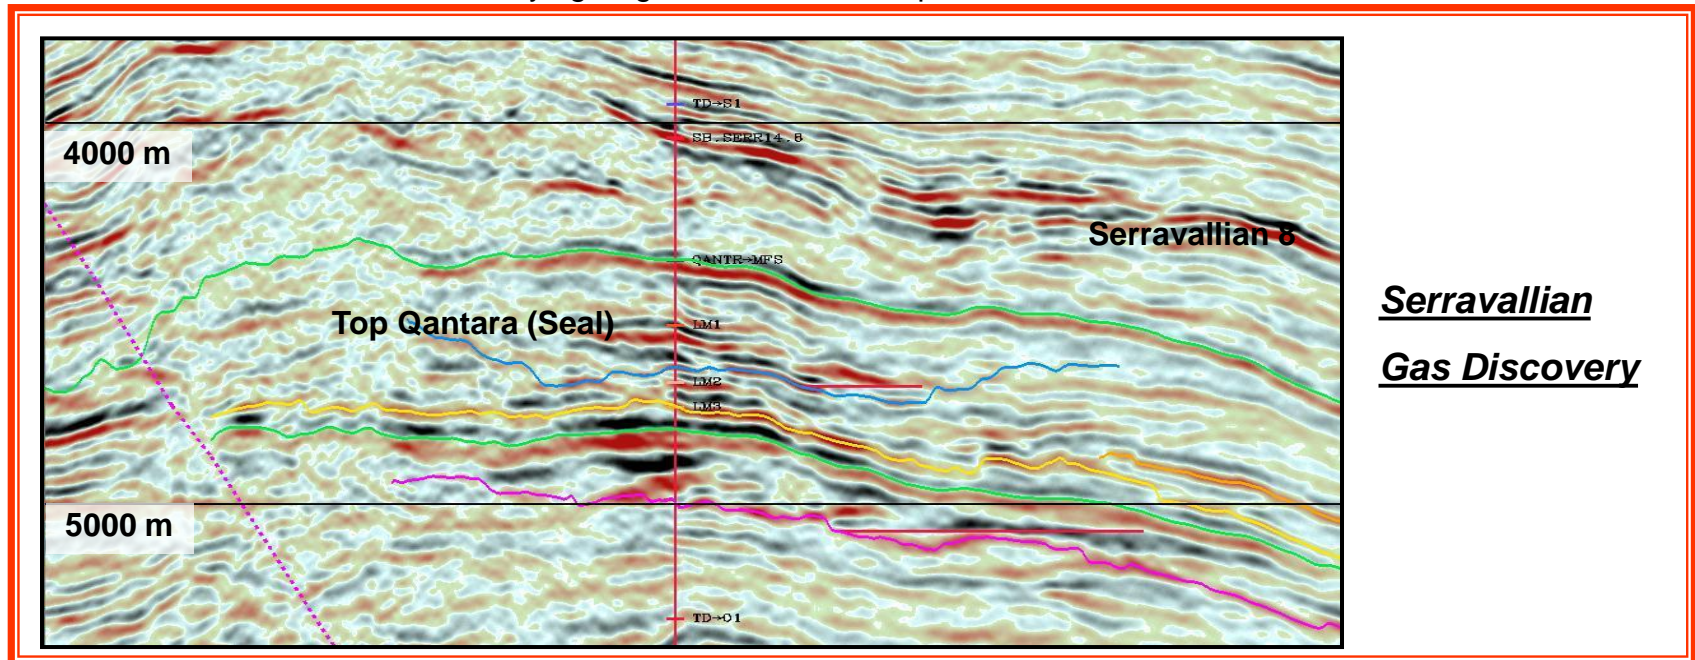 TD→S1
SB.SERR14.8
4000 m
Serravallian 8
QANTR→MFS
Serravallian
Top Qantara (Seal)
LM1
Gas Discovery
LM2
LM3
5000 m
TD→O1